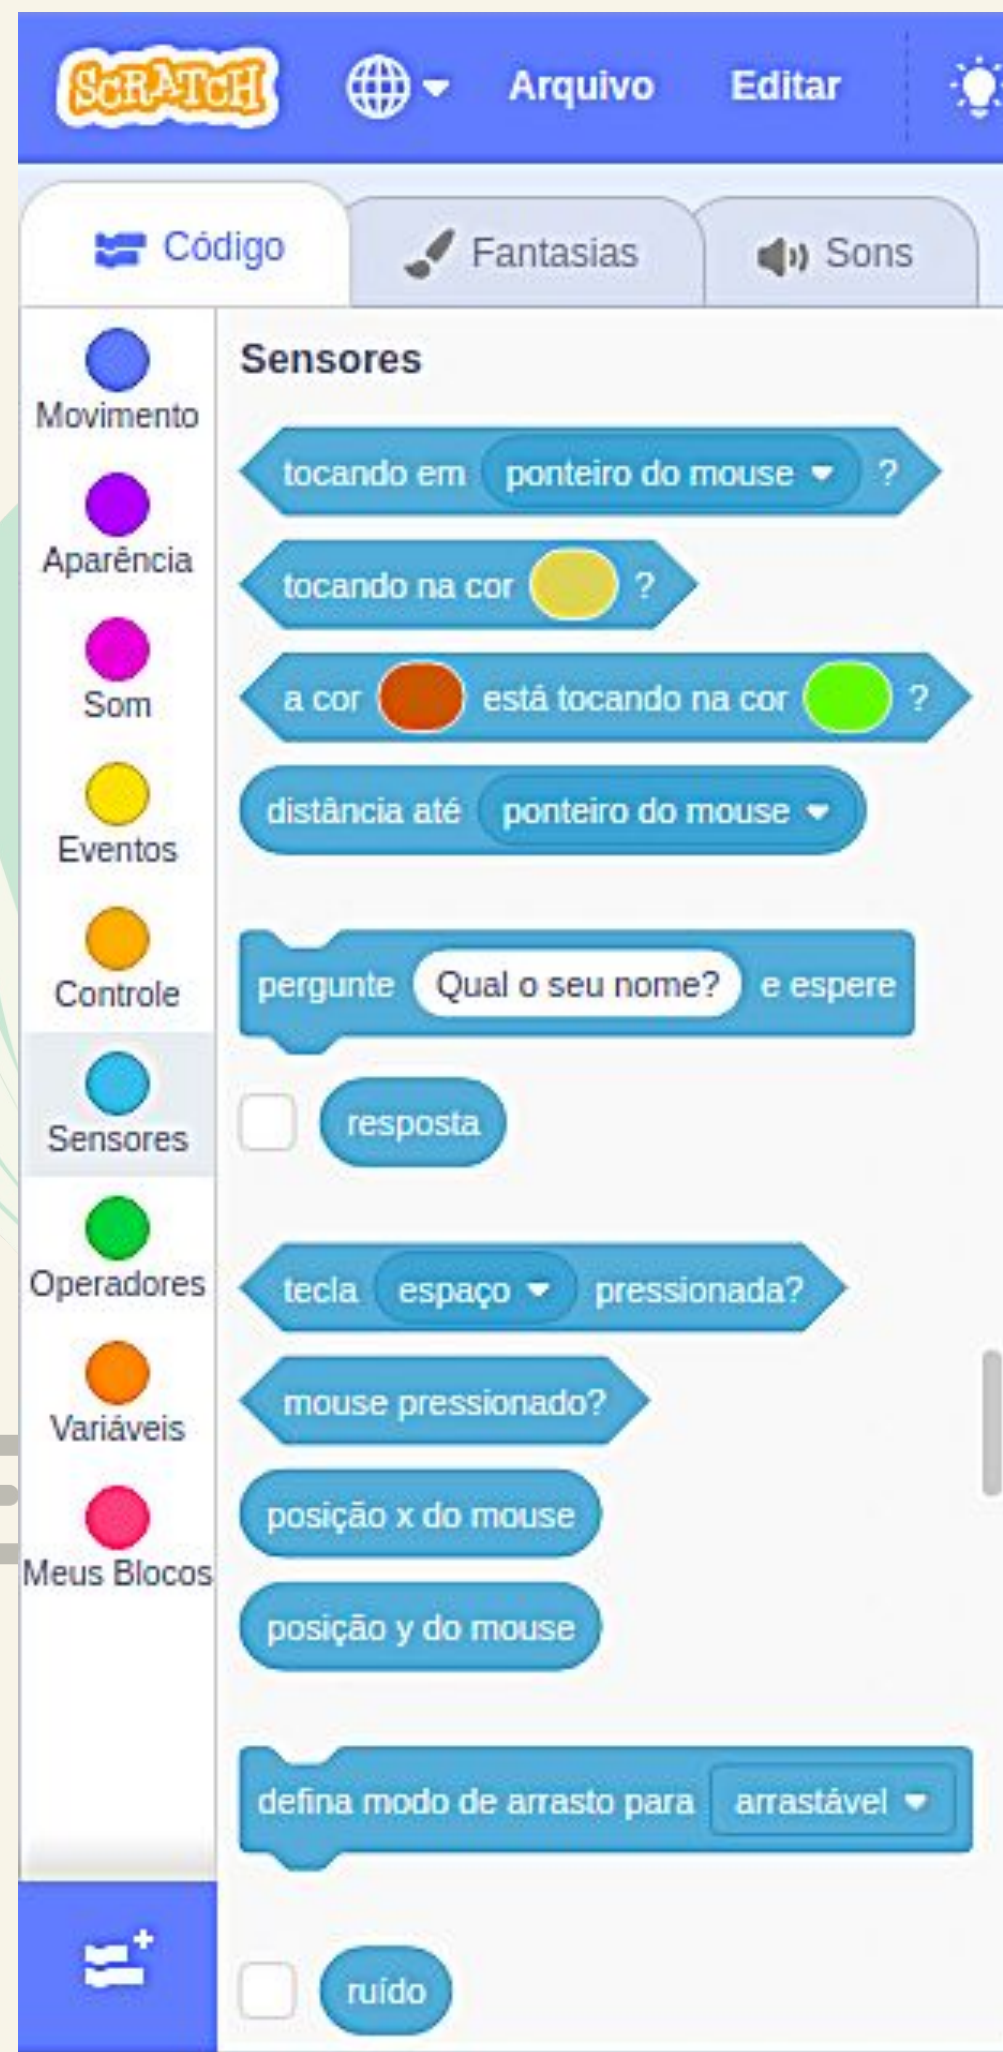 SCRATCH Arquivo Editar
Código Fantasias Sons
Movimento
Aparência
Som
Eventos
Controle
Sensores
Operadores
Variáveis
Meus Blocos
Sensores
tocando em ponteiro do mouse ?
tocando na cor ?
a cor está tocando na cor ?
distância até ponteiro do mouse
pergunte Qual o seu nome? e espere
resposta
tecla espaço pressionada?
mouse pressionado?
posição x do mouse
posição y do mouse
defina modo de arrasto para arrastável
ruído